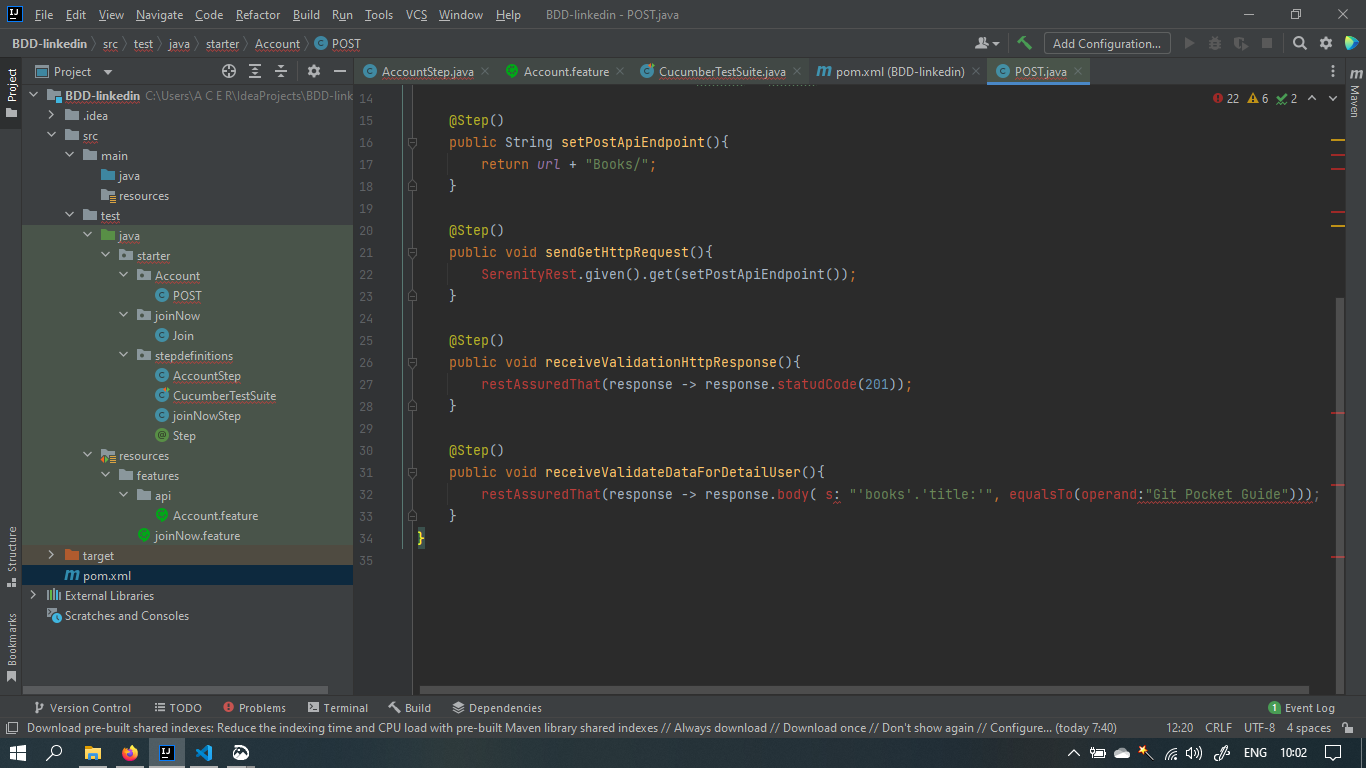 File Edit View Navigate Code Refactor Build Run Tools VCS Window Help BDD-linkedin - POST.java
BDD-linkedin src test java starter Account POST Add Configuration...
Project AccountStep.java Account.feature CucumberTestSuite.java pom.xml (BDD-linkedin) POST.java
Project
Structure
Bookmarks
Maven
BDD-linkedin C:\Users\A C E R\IdeaProjects\BDD-link
.idea
src
main
java
resources
test
java
starter
Account
POST
joinNow
Join
stepdefinitions
AccountStep
CucumberTestSuite
joinNowStep
Step
resources
features
api
Account.feature
joinNow.feature
target
pom.xml
External Libraries
Scratches and Consoles
22 6 2
14
15 @Step()
16 public String setPostApiEndpoint(){
17 return url + "Books/";
18 }
19
20 @Step()
21 public void sendGetHttpRequest(){
22 SerenityRest.given().get(setPostApiEndpoint());
23 }
24
25 @Step()
26 public void receiveValidationHttpResponse(){
27 restAssuredThat(response -> response.statudCode(201));
28 }
29
30 @Step()
31 public void receiveValidateDataForDetailUser(){
32 restAssuredThat(response -> response.body( s: "'books'.'title:'", equalsTo(operand:"Git Pocket Guide")));
33 }
34 }
35
Version Control TODO Problems Terminal Build Dependencies 1 Event Log
Download pre-built shared indexes: Reduce the indexing time and CPU load with pre-built Maven library shared indexes // Always download // Download once // Don't show again // Configure... (today 7:40) 12:20 CRLF UTF-8 4 spaces
ENG 10:02